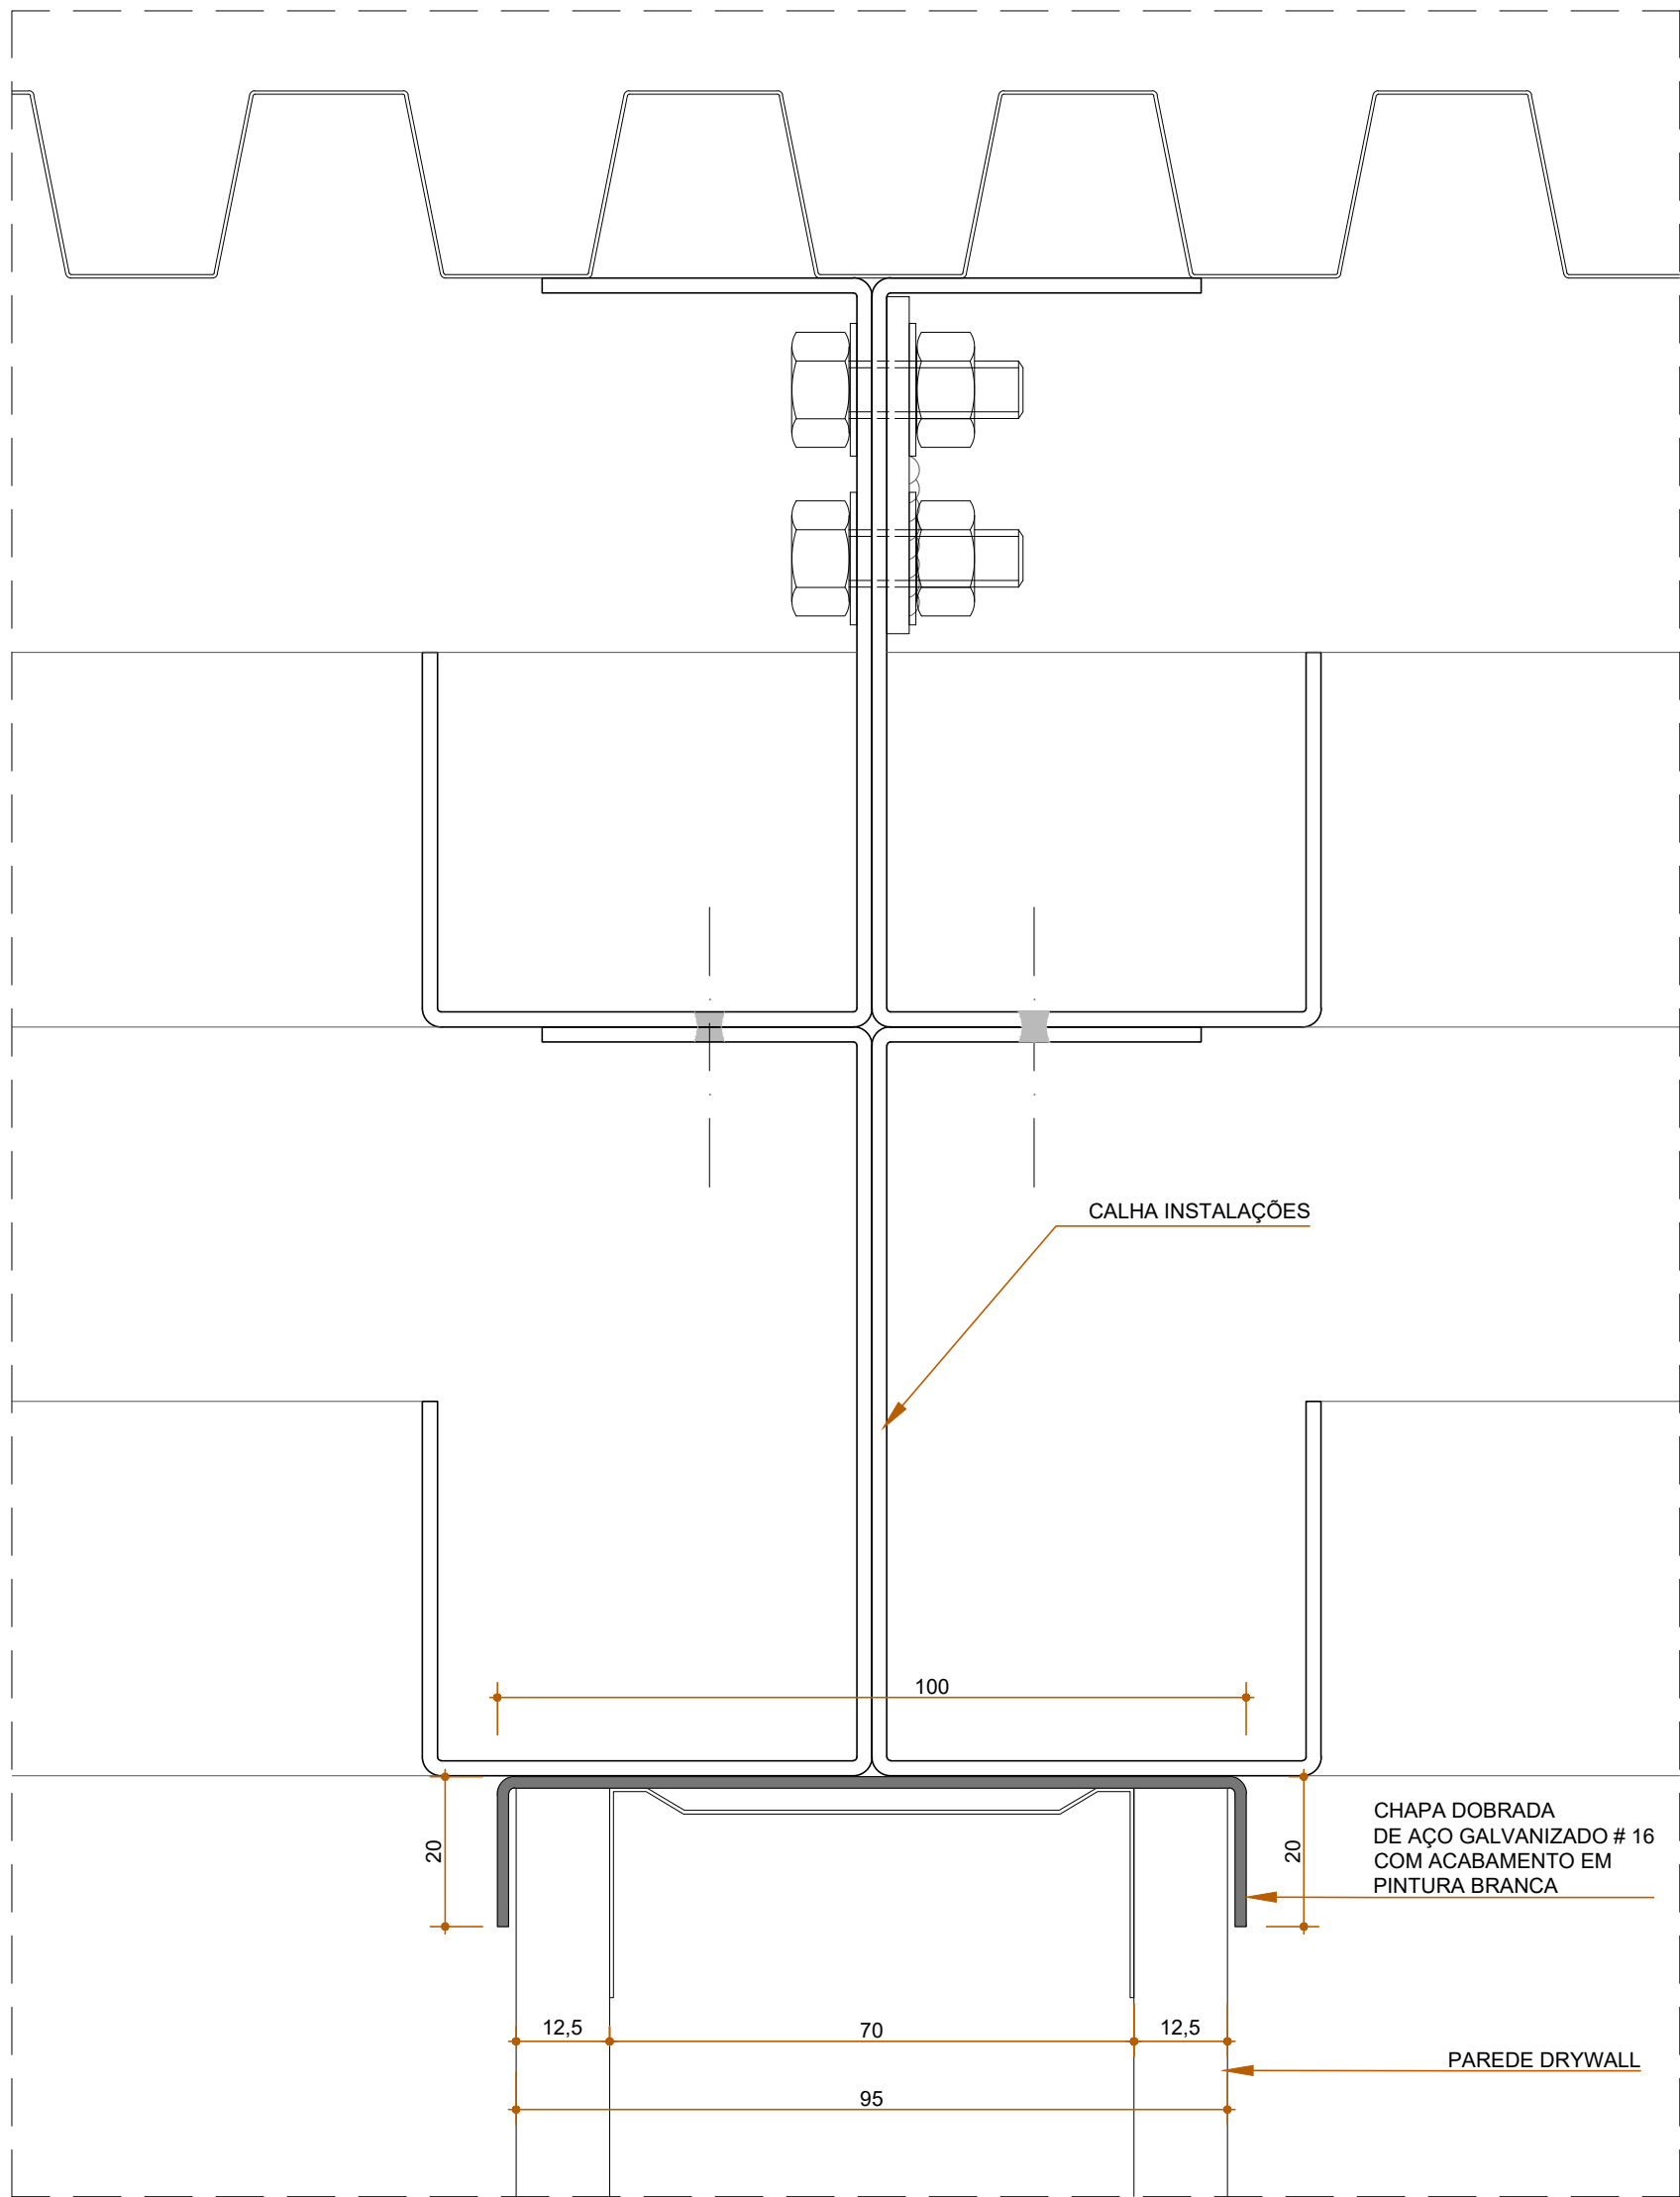 CALHA INSTALAÇÕES
100
20
20
CHAPA DOBRADA
DE AÇO GALVANIZADO # 16
COM ACABAMENTO EM
PINTURA BRANCA
12,5
70
12,5
PAREDE DRYWALL
95